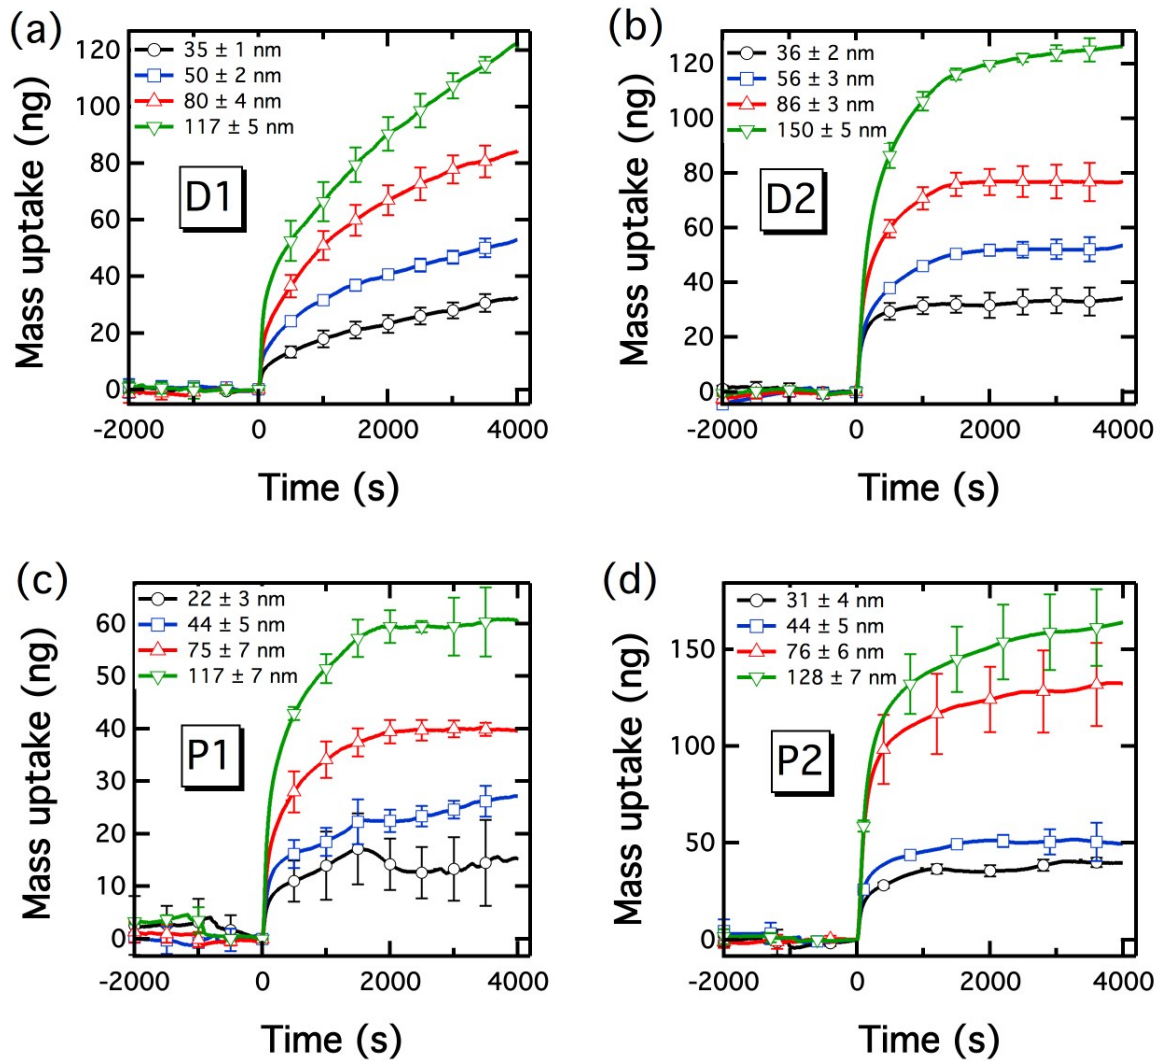 (a)
Mass uptake (ng)
120
100
80
60
40
20
0
35 ± 1 nm
50 ± 2 nm
80 ± 4 nm
117 ± 5 nm
D1
-2000
0
2000
4000
Time (s)
(b)
Mass uptake (ng)
120
100
80
60
40
20
0
36 ± 2 nm
56 ± 3 nm
86 ± 3 nm
150 ± 5 nm
D2
-2000
0
2000
4000
Time (s)
(c)
Mass uptake (ng)
60
50
40
30
20
10
0
22 ± 3 nm
44 ± 5 nm
75 ± 7 nm
117 ± 7 nm
P1
-2000
0
2000
4000
Time (s)
(d)
Mass uptake (ng)
150
100
50
0
31 ± 4 nm
44 ± 5 nm
76 ± 6 nm
128 ± 7 nm
P2
-2000
0
2000
4000
Time (s)